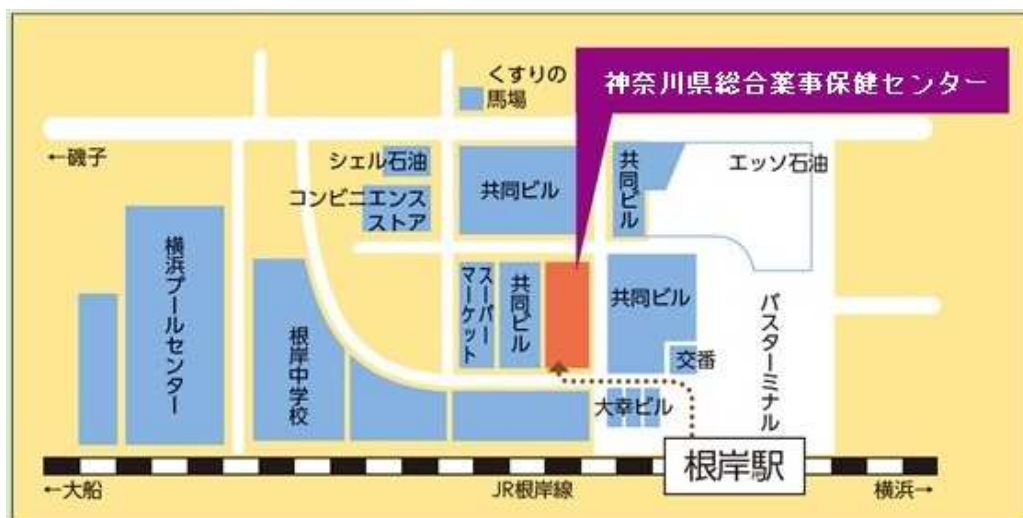 くすりの
馬場
神奈川県総合薬事保健センター
←磯子
シェル石油
コンビニエンス
ストア
共同ビル
共同ビル
エッソ石油
横浜プールセンター
根岸中学校
スーパー
マーケット
共同ビル
共同ビル
交番
バスターミナル
大幸ビル
根岸駅
←大船
JR根岸線
横浜→